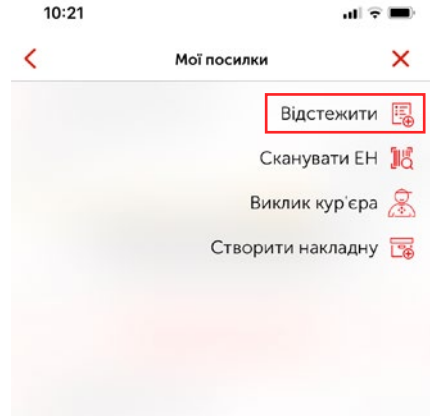 10:21
Мої посилки
Відстежити
Сканувати ЕН
Виклик кур'єра
Створити накладну